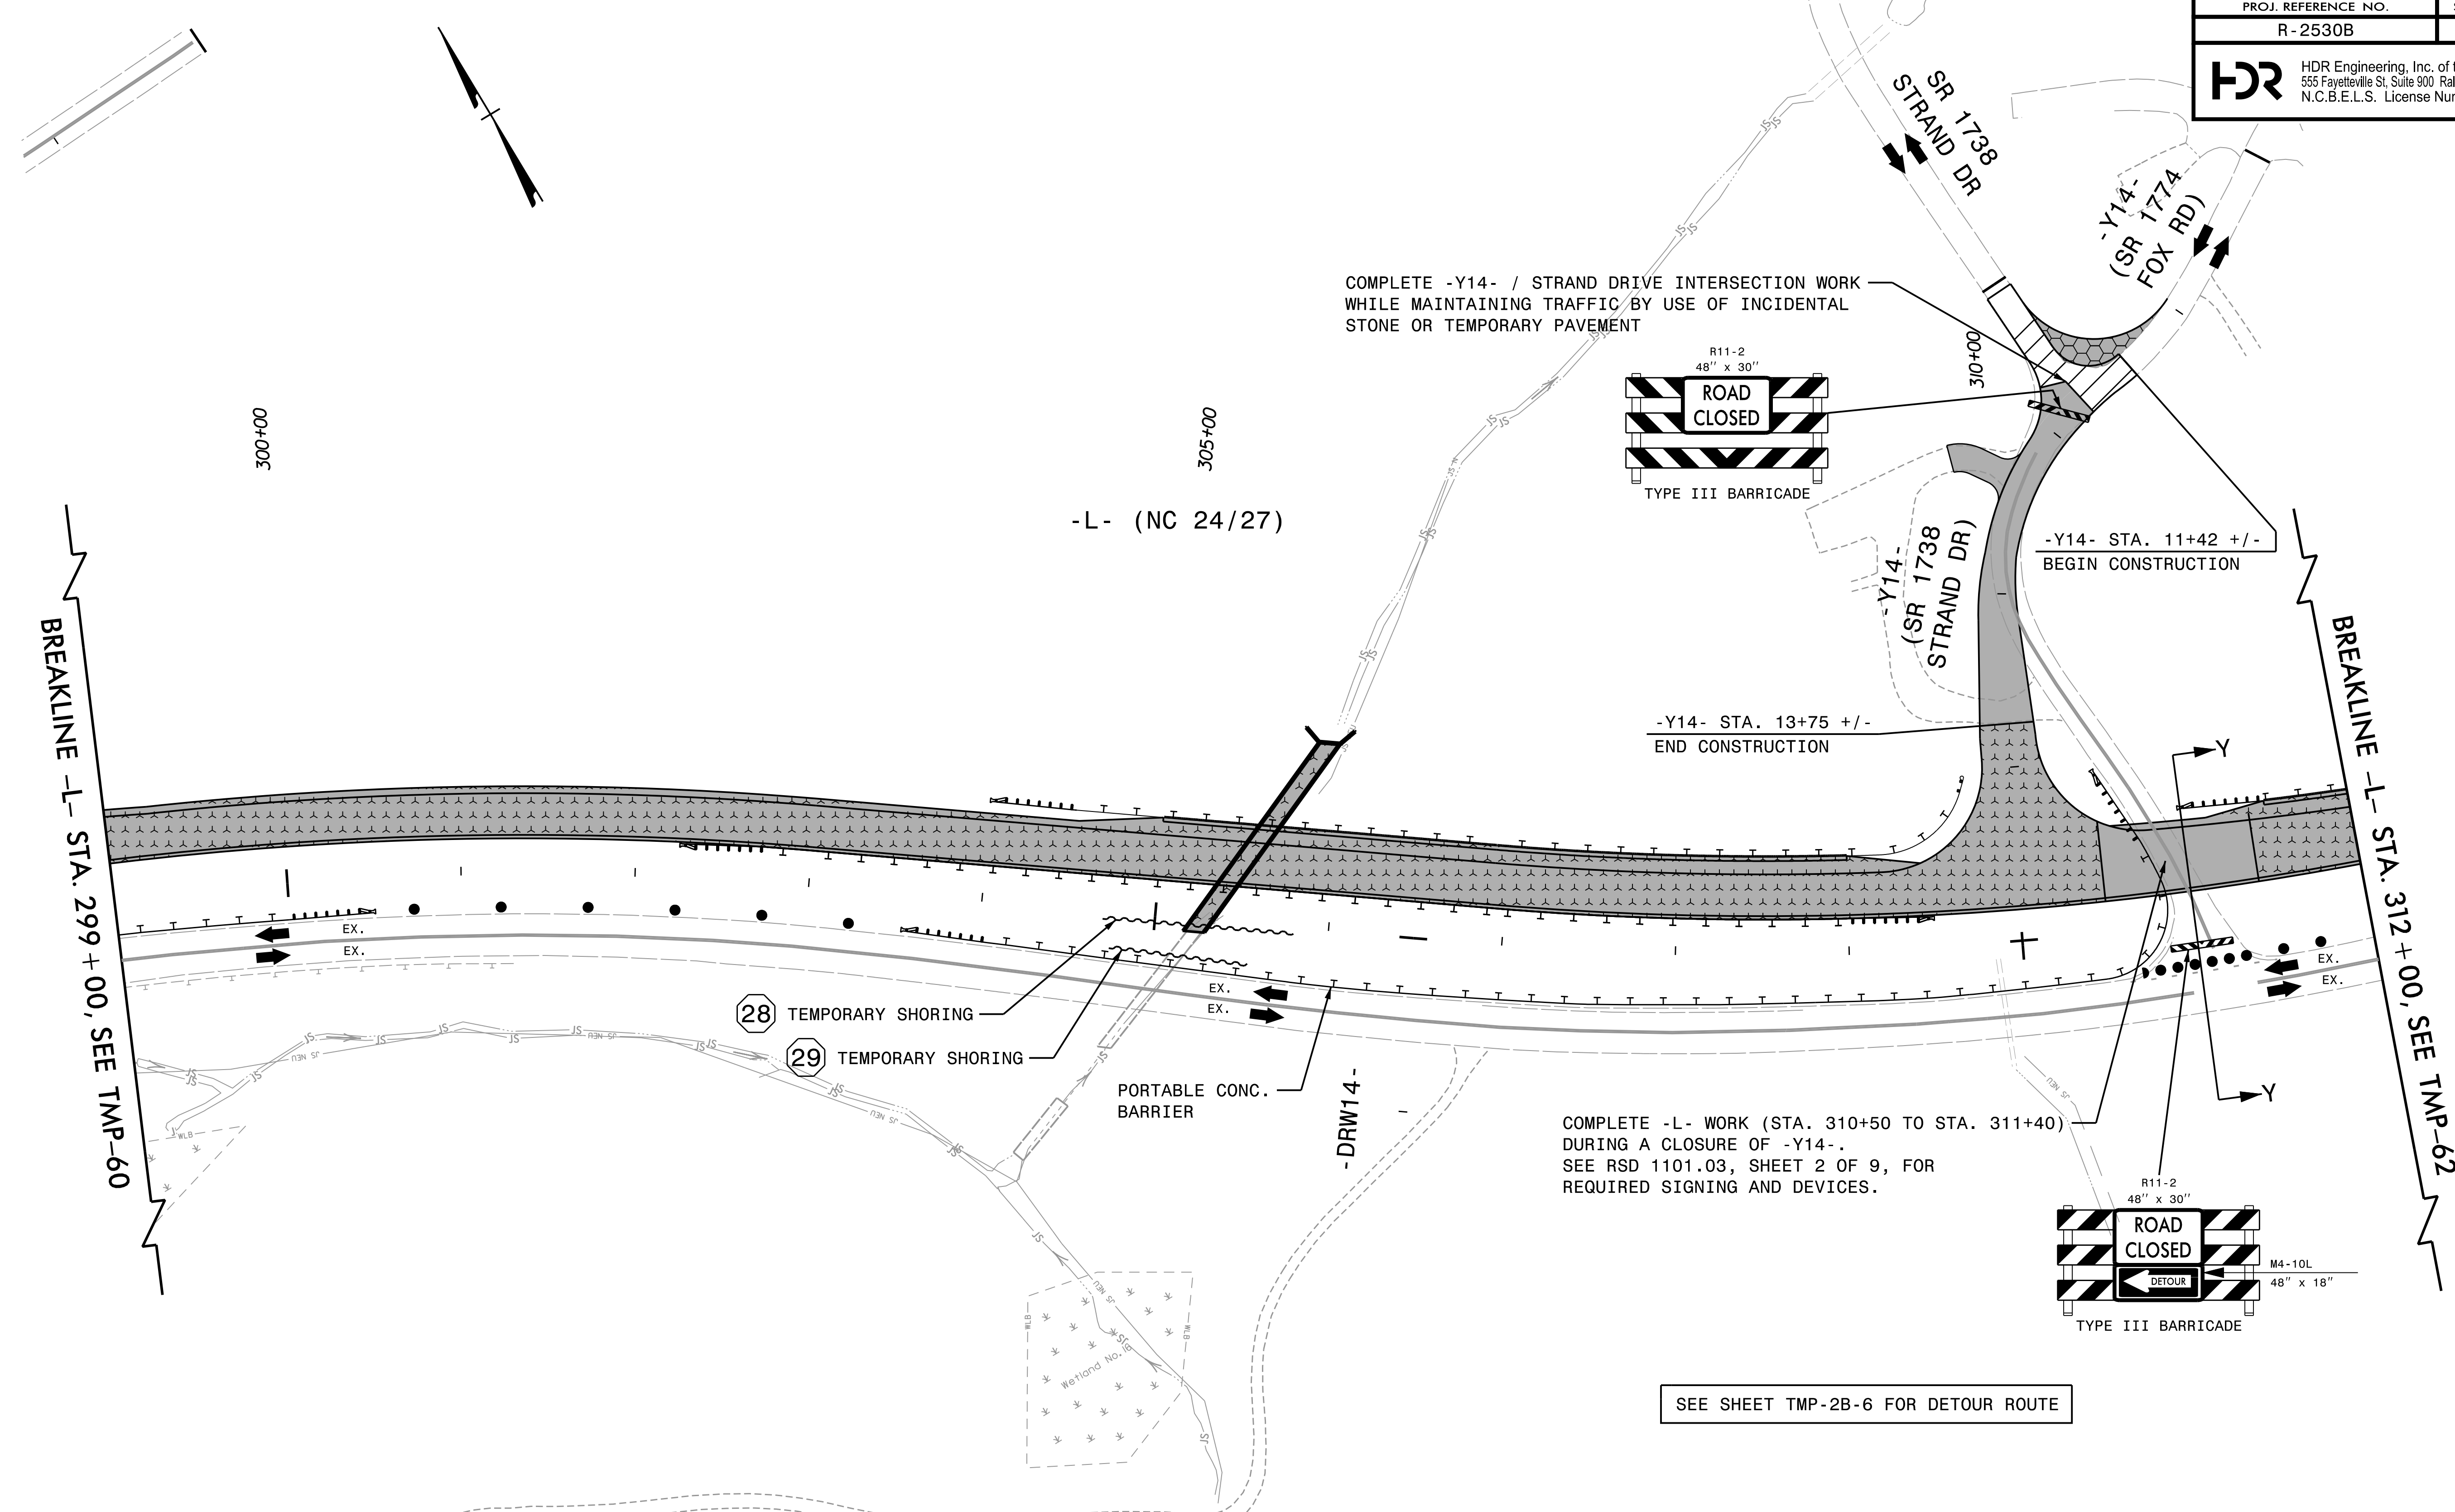 PROJ. REFERENCE NO.
R-2530B
HDR
HDR Engineering, Inc. of
555 Fayetteville St, Suite 900
N.C.B.E.L.S. License
SR 1738
STRAND DR
-Y14-
(SR 1774
FOX RD)
COMPLETE -Y14- / STRAND DRIVE INTERSECTION WORK
WHILE MAINTAINING TRAFFIC BY USE OF INCIDENTAL
STONE OR TEMPORARY PAVEMENT
R11-2
48" x 30"
ROAD
CLOSED
TYPE III BARRICADE
300+00
305+00
310+00
-L- (NC 24/27)
-Y14-
(SR 1738
STRAND DR)
-Y14- STA. 11+42 +/-
BEGIN CONSTRUCTION
-Y14- STA. 13+75 +/-
END CONSTRUCTION
BREAKLINE -L- STA. 299+00, SEE TMP-60
BREAKLINE -L- STA. 312+00, SEE TMP-62
Y
Y
EX.
EX.
EX.
EX.
EX.
EX.
28 TEMPORARY SHORING
29 TEMPORARY SHORING
PORTABLE CONC.
BARRIER
-DRW14-
COMPLETE -L- WORK (STA. 310+50 TO STA. 311+40)
DURING A CLOSURE OF -Y14-.
SEE RSD 1101.03, SHEET 2 OF 9, FOR
REQUIRED SIGNING AND DEVICES.
R11-2
48" x 30"
ROAD
CLOSED
DETOUR
M4-10L
48" x 18"
TYPE III BARRICADE
WLB
WLB
WLB
SEE SHEET TMP-2B-6 FOR DETOUR ROUTE